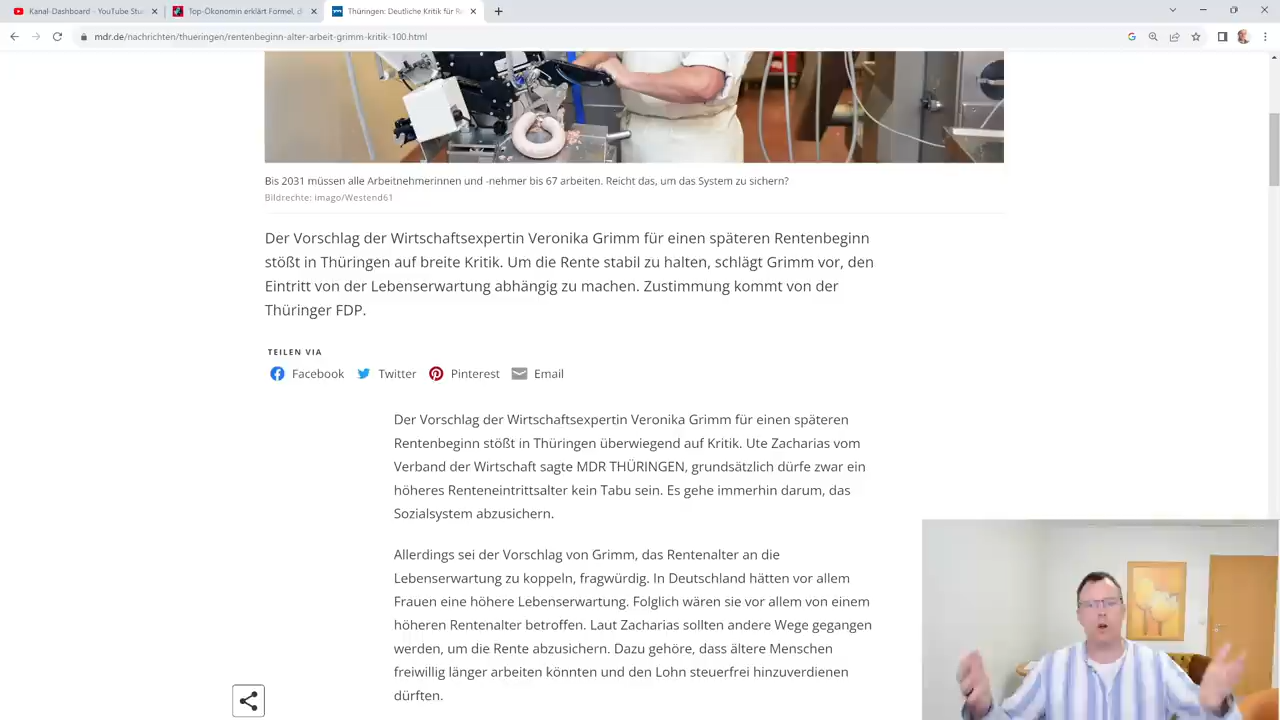 Kanal-Dashboard – YouTube Stu
Top-Ökonomin erklärt Formel, d
Thüringen: Deutliche Kritik für R
mdr.de/nachrichten/thueringen/rentenbeginn-alter-arbeit-grimm-kritik-100.html
Bis 2031 müssen alle Arbeitnehmerinnen und -nehmer bis 67 arbeiten. Reicht das, um das System zu sichern?
Bildrechte: imago/Westend61
Der Vorschlag der Wirtschaftsexpertin Veronika Grimm für einen späteren Rentenbeginn
stößt in Thüringen auf breite Kritik. Um die Rente stabil zu halten, schlägt Grimm vor, den
Eintritt von der Lebenserwartung abhängig zu machen. Zustimmung kommt von der
Thüringer FDP.
TEILEN VIA
Facebook Twitter Pinterest Email
Der Vorschlag der Wirtschaftsexpertin Veronika Grimm für einen späteren
Rentenbeginn stößt in Thüringen überwiegend auf Kritik. Ute Zacharias vom
Verband der Wirtschaft sagte MDR THÜRINGEN, grundsätzlich dürfe zwar ein
höheres Renteneintrittsalter kein Tabu sein. Es gehe immerhin darum, das
Sozialsystem abzusichern.
Allerdings sei der Vorschlag von Grimm, das Rentenalter an die
Lebenserwartung zu koppeln, fragwürdig. In Deutschland hätten vor allem
Frauen eine höhere Lebenserwartung. Folglich wären sie vor allem von einem
höheren Rentenalter betroffen. Laut Zacharias sollten andere Wege gegangen
werden, um die Rente abzusichern. Dazu gehöre, dass ältere Menschen
freiwillig länger arbeiten könnten und den Lohn steuerfrei hinzuverdienen
dürften.